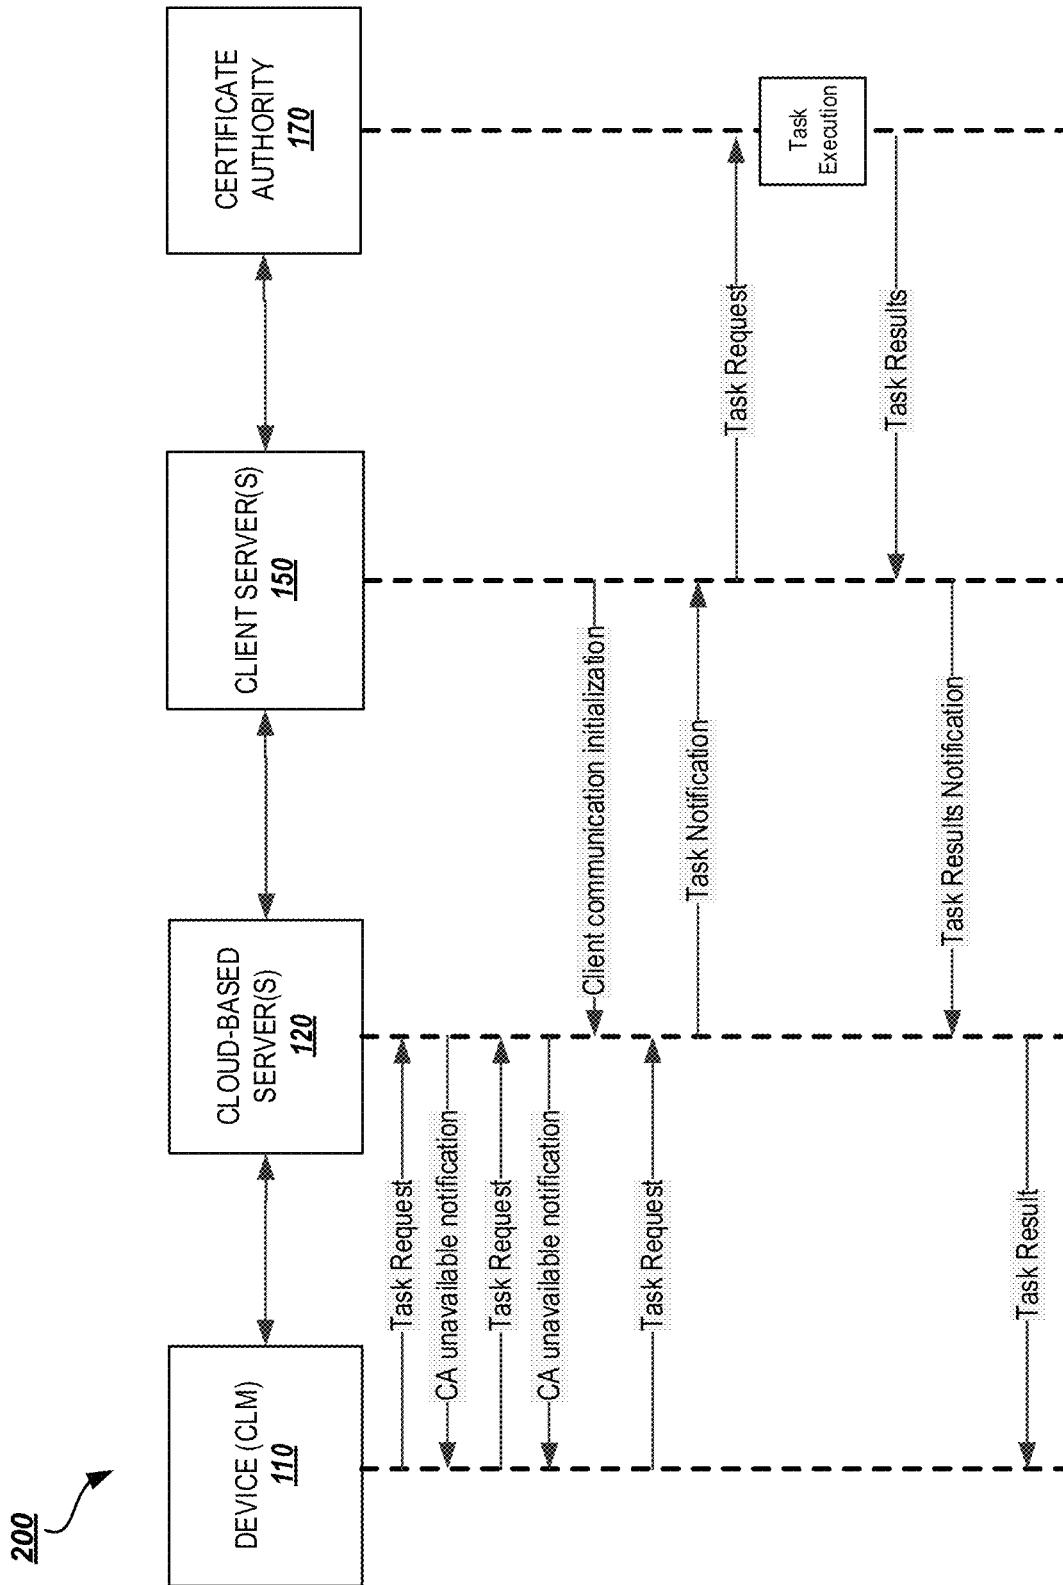 200
DEVICE (CLM)
110
CLOUD-BASED
SERVER(S)
120
CLIENT SERVER(S)
150
CERTIFICATE
AUTHORITY
170
Task Request
CA unavailable notification
Task Request
CA unavailable notification
Client communication initialization
Task Request
Task Notification
Task Request
Task
Execution
Task Results
Task Results Notification
Task Result